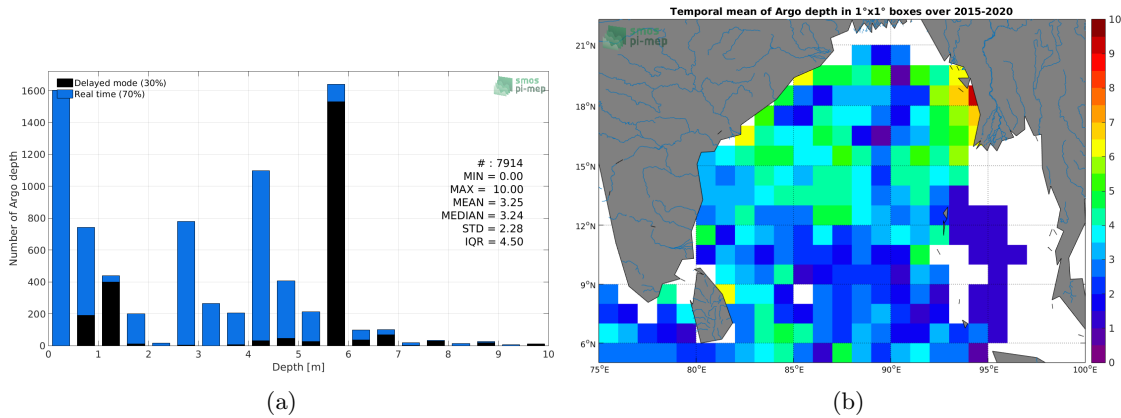 Delayed mode (30%)
Real time (70%)
smos
pi-mep
# : 7914
MIN = 0.00
MAX = 10.00
MEAN = 3.25
MEDIAN = 3.24
STD = 2.28
IQR = 4.50
Number of Argo depth
1600
1400
1200
1000
800
600
400
200
0
0 1 2 3 4 5 6 7 8 9 10
Depth [m]
(a)
Temporal mean of Argo depth in 1°x1° boxes over 2015-2020
smos
pi-mep
21°N
18°N
15°N
12°N
9°N
6°N
75°E 80°E 85°E 90°E 95°E 100°E
10
9
8
7
6
5
4
3
2
1
0
(b)